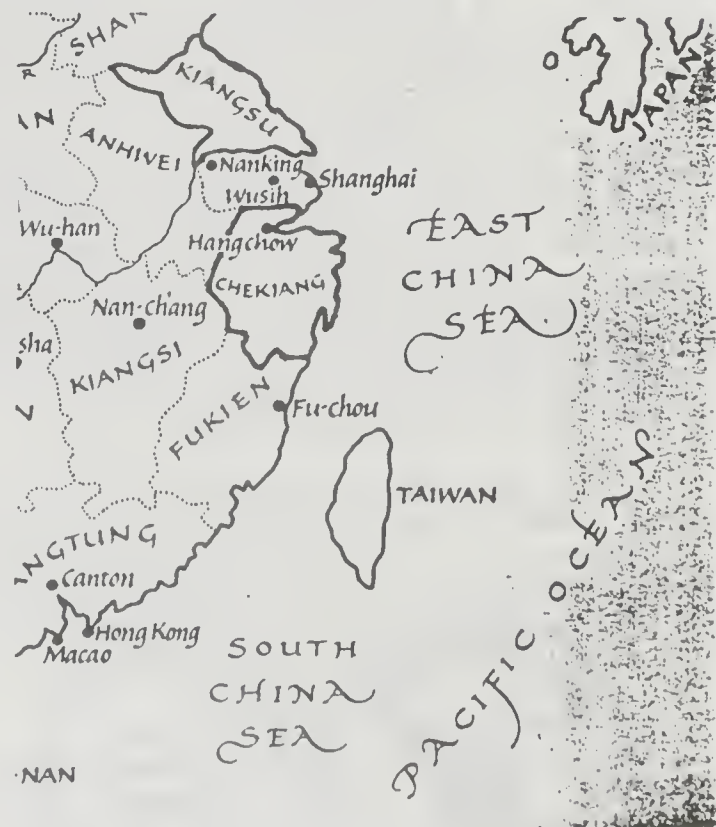 SHAN
JAPAN
KIANGSU
IN
ANHWEI
Nanking
Shanghai
Wusih
Wu-han
Hangchow
EAST
CHINA
SEA
CHEKIANG
Nan-chang
sha
KIANGSI
FUKIEN
Fu-chou
TAIWAN
NGTUNG
Canton
Hong Kong
Macao
SOUTH
CHINA
SEA
PACIFIC OCEAN
NAN